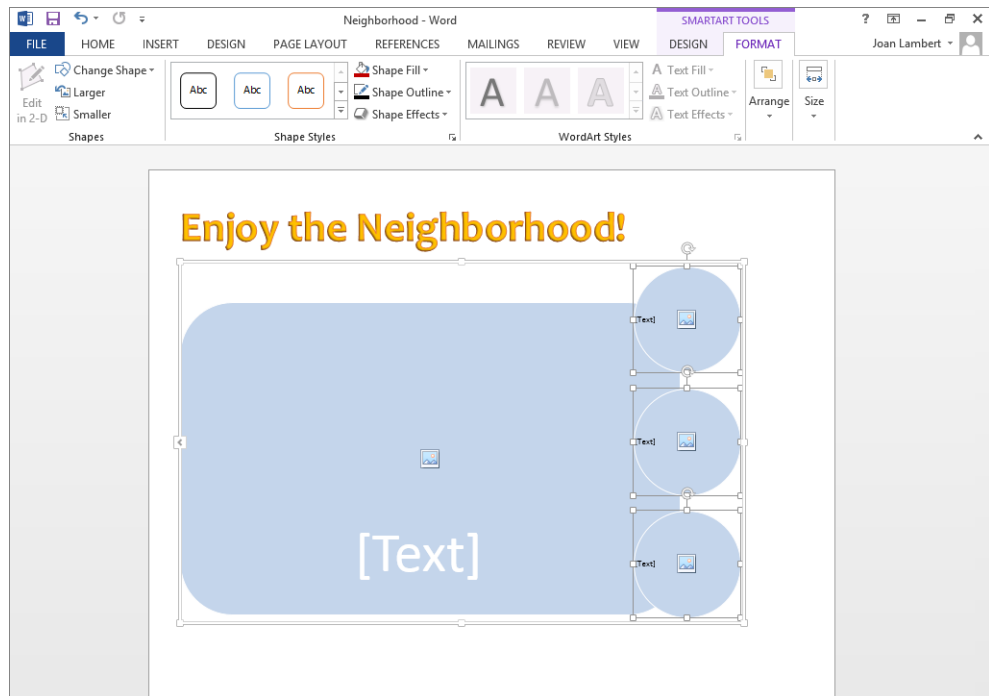 Neighborhood - Word
SMARTART TOOLS
?
FILE HOME INSERT DESIGN PAGE LAYOUT REFERENCES MAILINGS REVIEW VIEW DESIGN FORMAT Joan Lambert
Edit in 2-D
Change Shape
Larger
Smaller
Shapes
Abc Abc Abc
Shape Fill
Shape Outline
Shape Effects
Shape Styles
A A A
A Text Fill
A Text Outline
A Text Effects
WordArt Styles
Arrange
Size
Enjoy the Neighborhood!
[Text]
[Text]
[Text]
[Text]